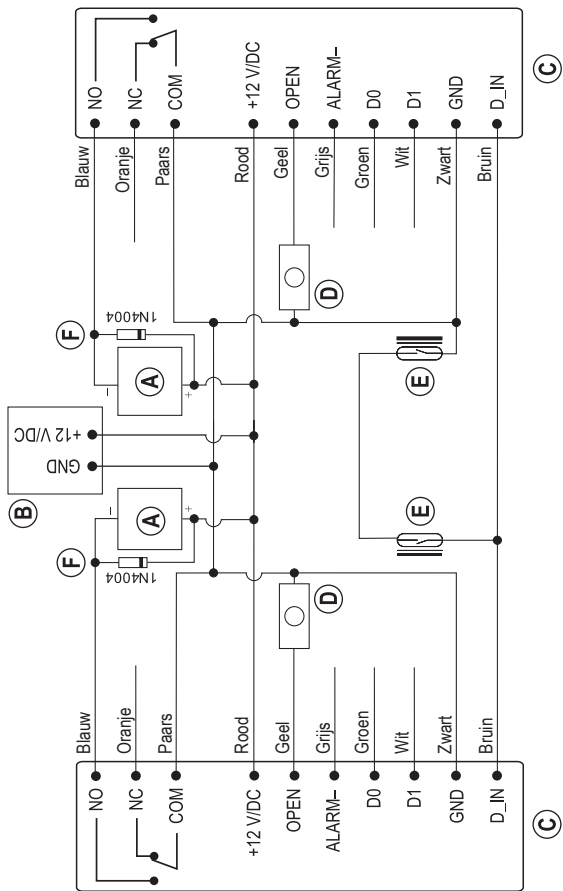 NO
NC
COM
+12 V/DC
OPEN
ALARM–
D0
D1
GND
D_IN
C
Blauw
Oranje
Paars
Rood
Geel
Grijs
Groen
Wit
Zwart
Bruin
F
1N4004
A
–
+
D
E
B
+12 V/DC
GND
A
–
+
F
1N4004
D
E
Blauw
Oranje
Paars
Rood
Geel
Grijs
Groen
Wit
Zwart
Bruin
NO
NC
COM
+12 V/DC
OPEN
ALARM–
D0
D1
GND
D_IN
C